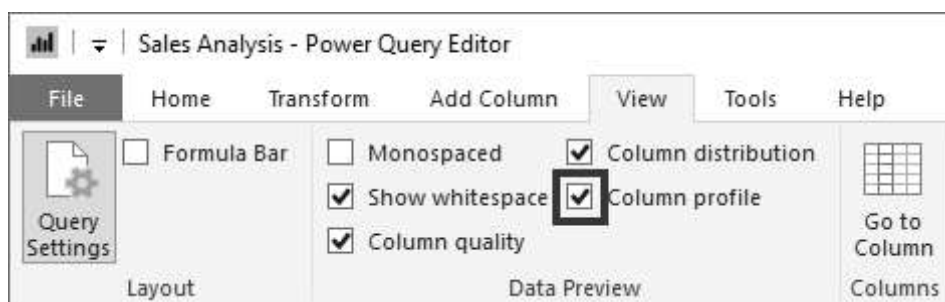 Sales Analysis - Power Query Editor
File Home Transform Add Column View Tools Help
Formula Bar Monospaced Column distribution
Show whitespace Column profile
Query Settings Column quality Go to Column
Layout Data Preview Columns